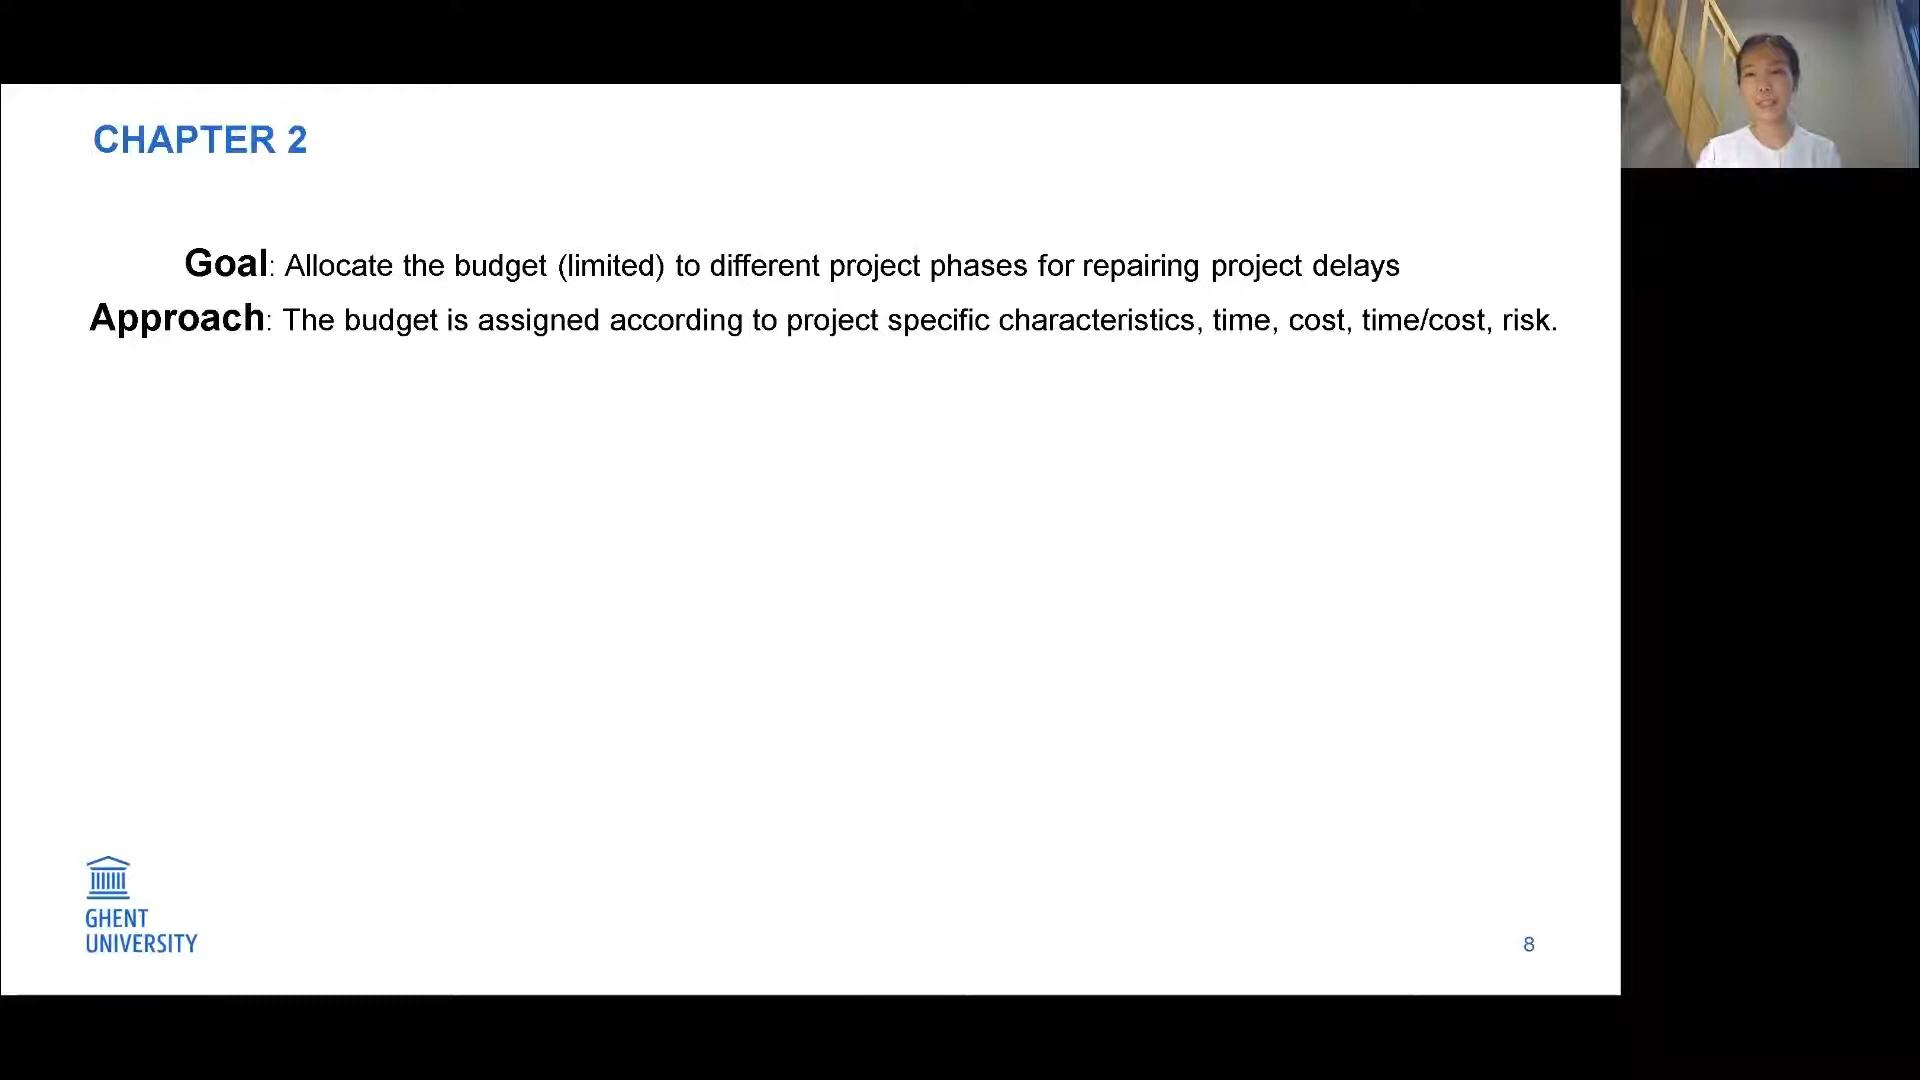 CHAPTER 2
Goal: Allocate the budget (limited) to different project phases for repairing project delays
Approach: The budget is assigned according to project specific characteristics, time, cost, time/cost, risk.
GHENT
UNIVERSITY
8